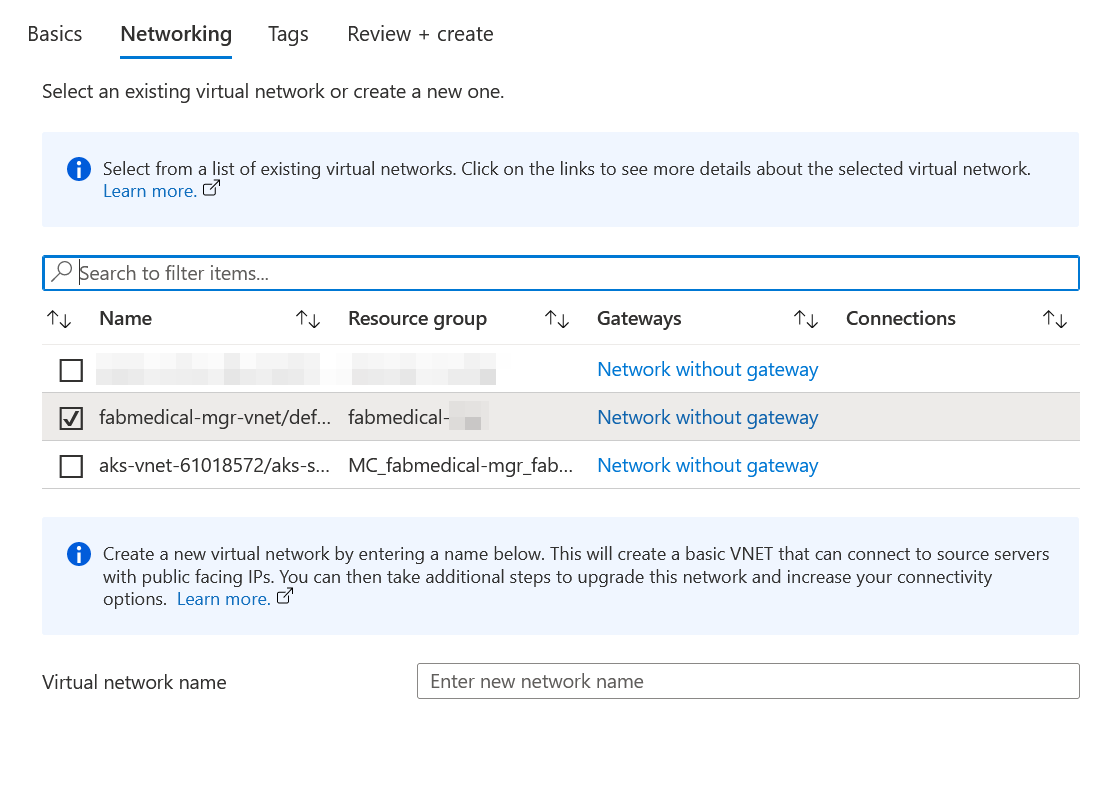 Basics Networking Tags Review + create
Select an existing virtual network or create a new one.
Select from a list of existing virtual networks. Click on the links to see more details about the selected virtual network.
Learn more.
Search to filter items...
Name Resource group Gateways Connections
Network without gateway
fabmedical-mgr-vnet/def... fabmedical- Network without gateway
aks-vnet-61018572/aks-s... MC_fabmedical-mgr_fab... Network without gateway
Create a new virtual network by entering a name below. This will create a basic VNET that can connect to source servers
with public facing IPs. You can then take additional steps to upgrade this network and increase your connectivity
options. Learn more.
Virtual network name Enter new network name